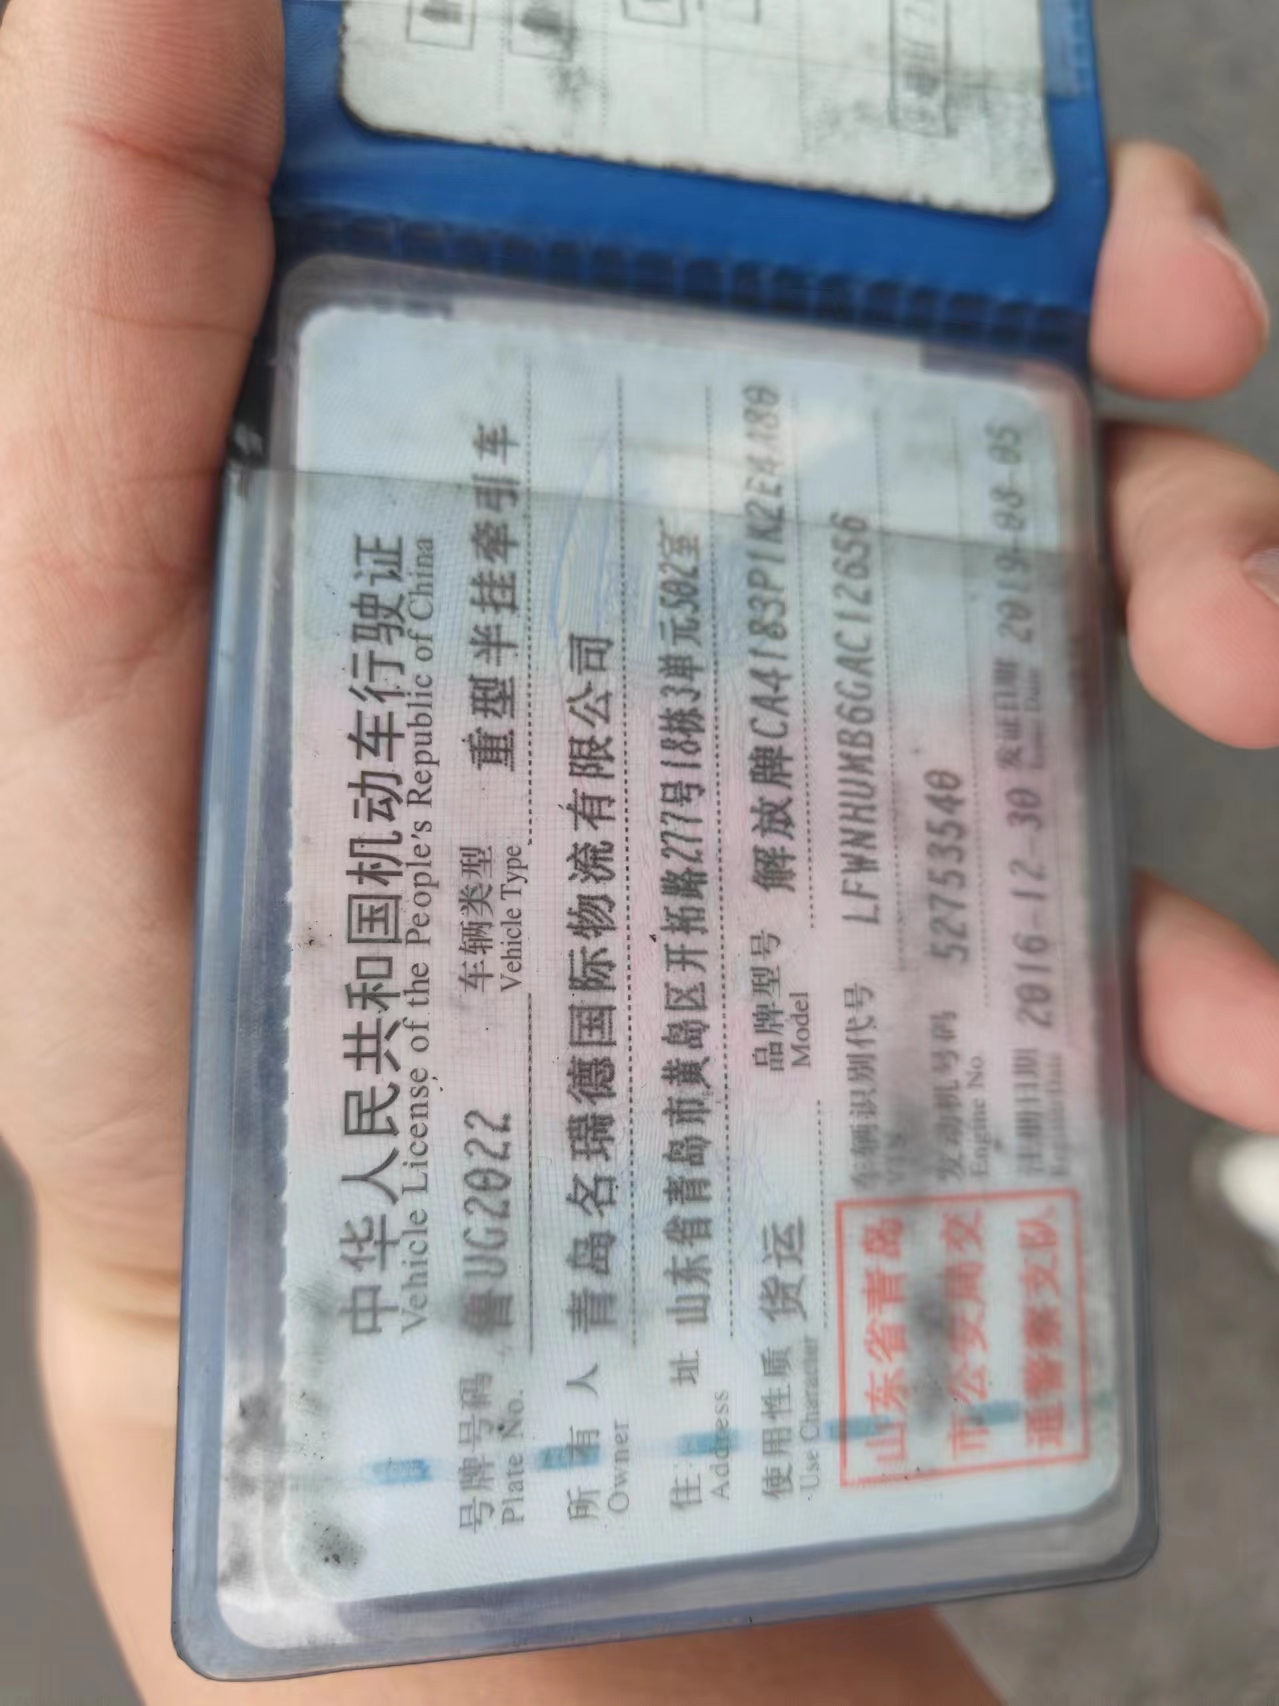 中华人民共和国机动车行驶证
Vehicle License of the People's Republic of China
号牌号码 鲁UG2022 车辆类型 重型半挂牵引车
Plate No. Vehicle Type
所有人 青岛名瑞德国际物流有限公司
Owner
住址 山东省青岛市黄岛区开拓路277号18栋3单元502室
Address
使用性质 货运 品牌型号 解放牌CA4183P1K2E4A80
Use Character Model
车辆识别代号 LFWNHUMB6GAC12656
VIN
发动机号码 527535540
Engine No.
注册日期 2016-12-30 发证日期 2019-08-05
Register Date Issue Date
山东省青岛
市公安局交
通警察支队